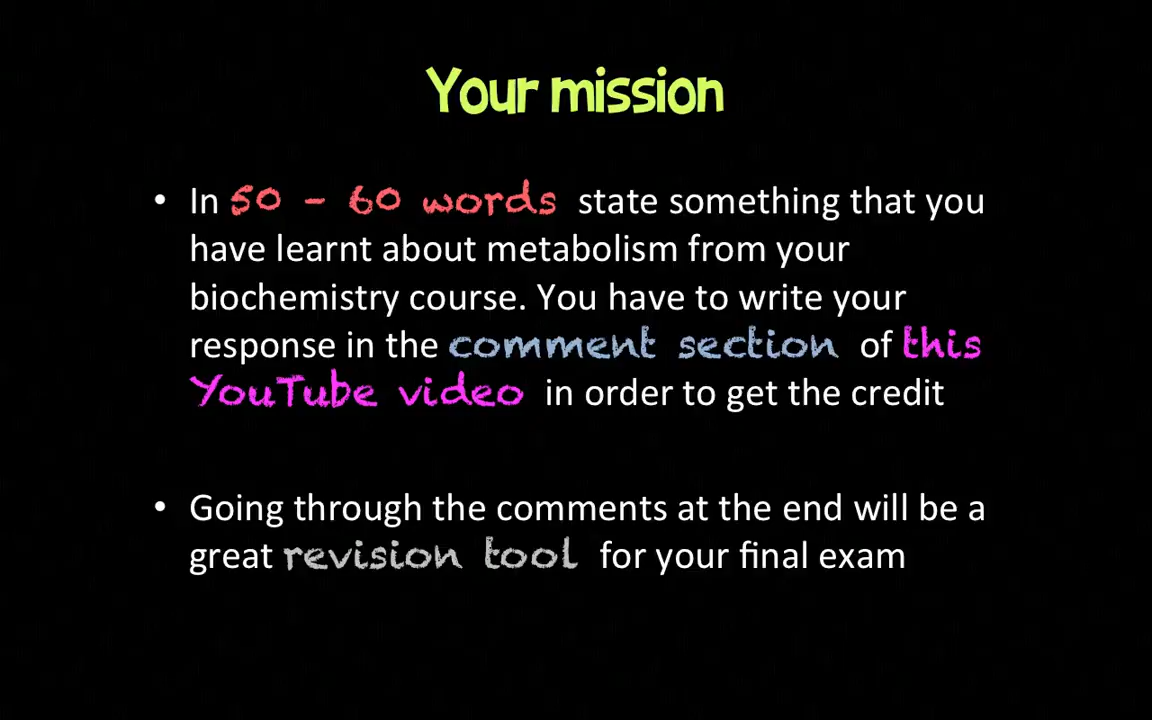 Your mission
• In 50 - 60 words state something that you
have learnt about metabolism from your
biochemistry course. You have to write your
response in the comment section of this
YouTube video in order to get the credit
• Going through the comments at the end will be a
great revision tool for your final exam